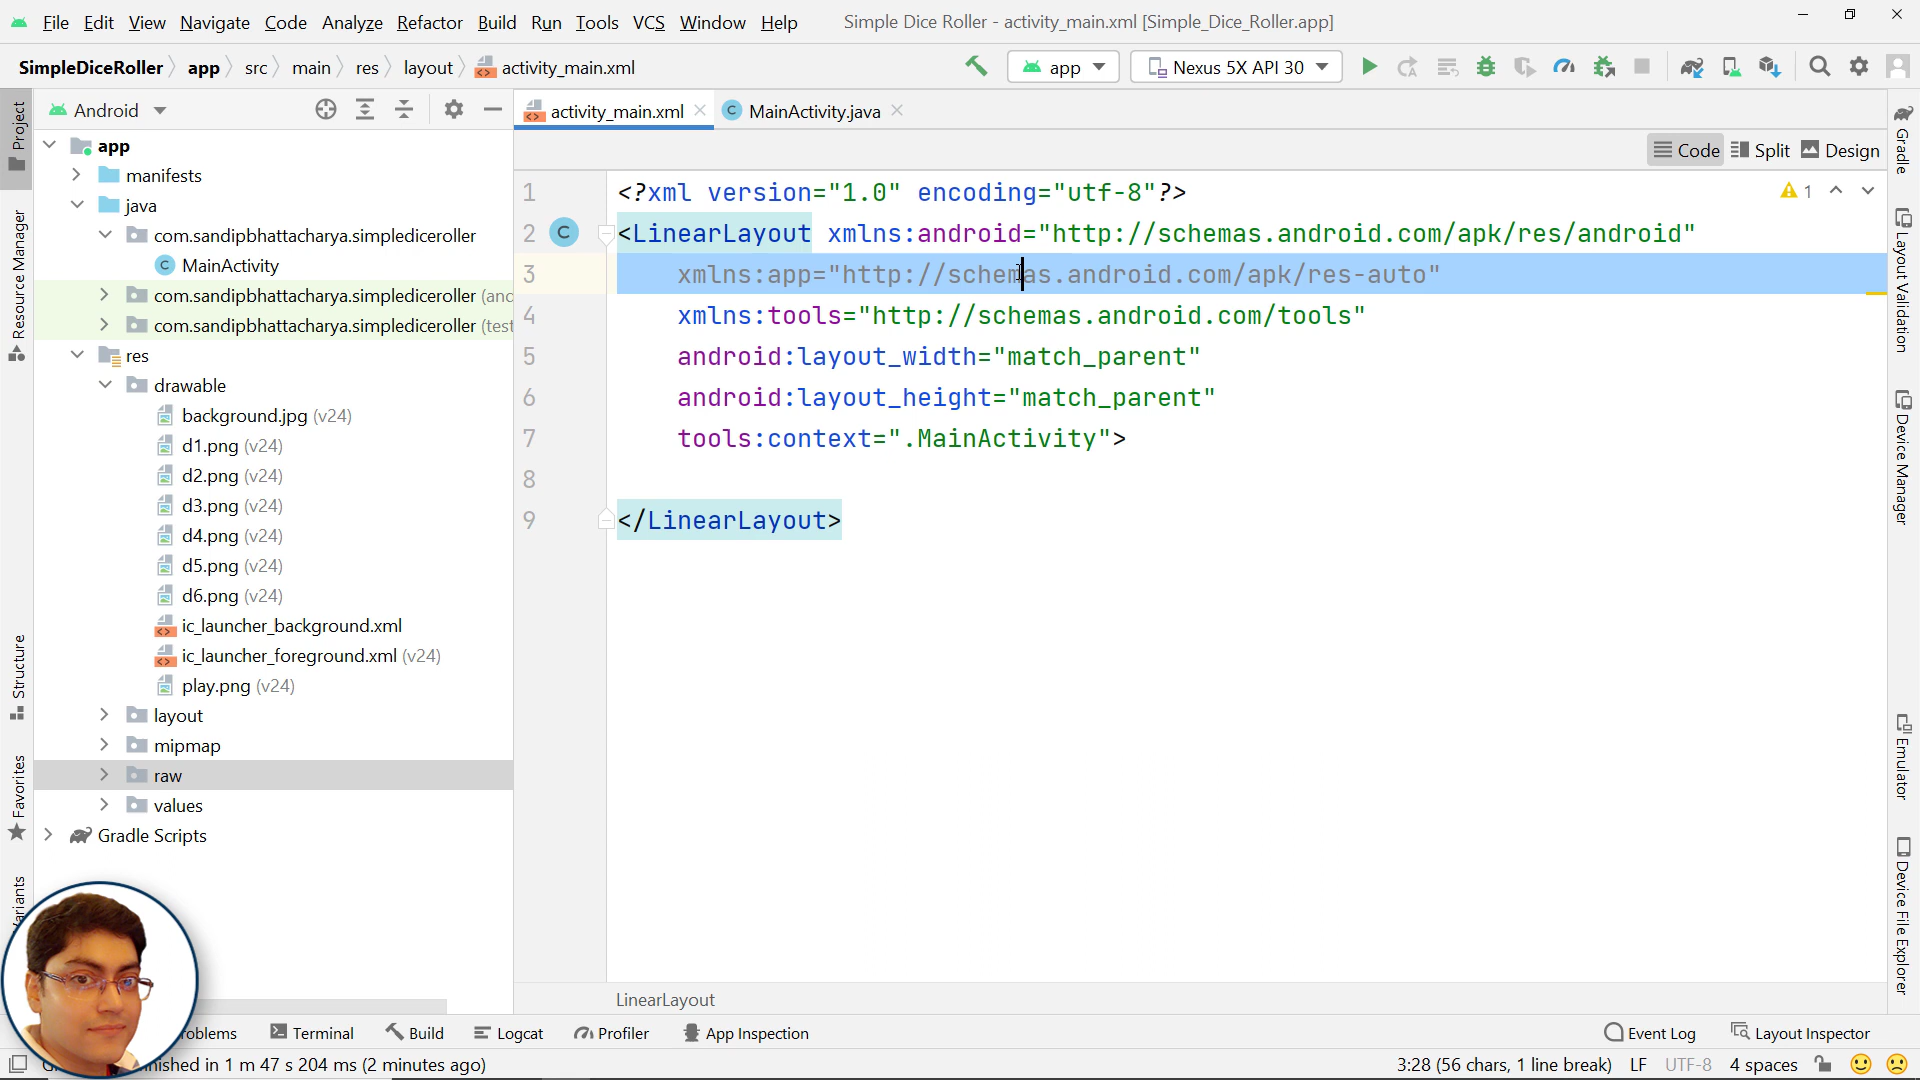 File Edit View Navigate Code Analyze Refactor Build Run Tools VCS Window Help Simple Dice Roller - activity_main.xml [Simple_Dice_Roller.app]
SimpleDiceRoller app src main res layout activity_main.xml app Nexus 5X API 30
Android
activity_main.xml MainActivity.java
Code Split Design
Project
Resource Manager
Structure
Favorites
app
manifests
java
com.sandipbhattacharya.simplediceroller
MainActivity
com.sandipbhattacharya.simplediceroller (and
com.sandipbhattacharya.simplediceroller (test
res
drawable
background.jpg (v24)
d1.png (v24)
d2.png (v24)
d3.png (v24)
d4.png (v24)
d5.png (v24)
d6.png (v24)
ic_launcher_background.xml
ic_launcher_foreground.xml (v24)
play.png (v24)
layout
mipmap
raw
values
Gradle Scripts
1 <?xml version="1.0" encoding="utf-8"?>
2 C <LinearLayout xmlns:android="http://schemas.android.com/apk/res/android"
3 xmlns:app="http://schemas.android.com/apk/res-auto"
4 xmlns:tools="http://schemas.android.com/tools"
5 android:layout_width="match_parent"
6 android:layout_height="match_parent"
7 tools:context=".MainActivity">
8
9 </LinearLayout>
1
Gradle
Layout Validation
Device Manager
Emulator
Device File Explorer
LinearLayout
Terminal Build Logcat Profiler App Inspection Event Log Layout Inspector
in 1 m 47 s 204 ms (2 minutes ago) 3:28 (56 chars, 1 line break) LF UTF-8 4 spaces